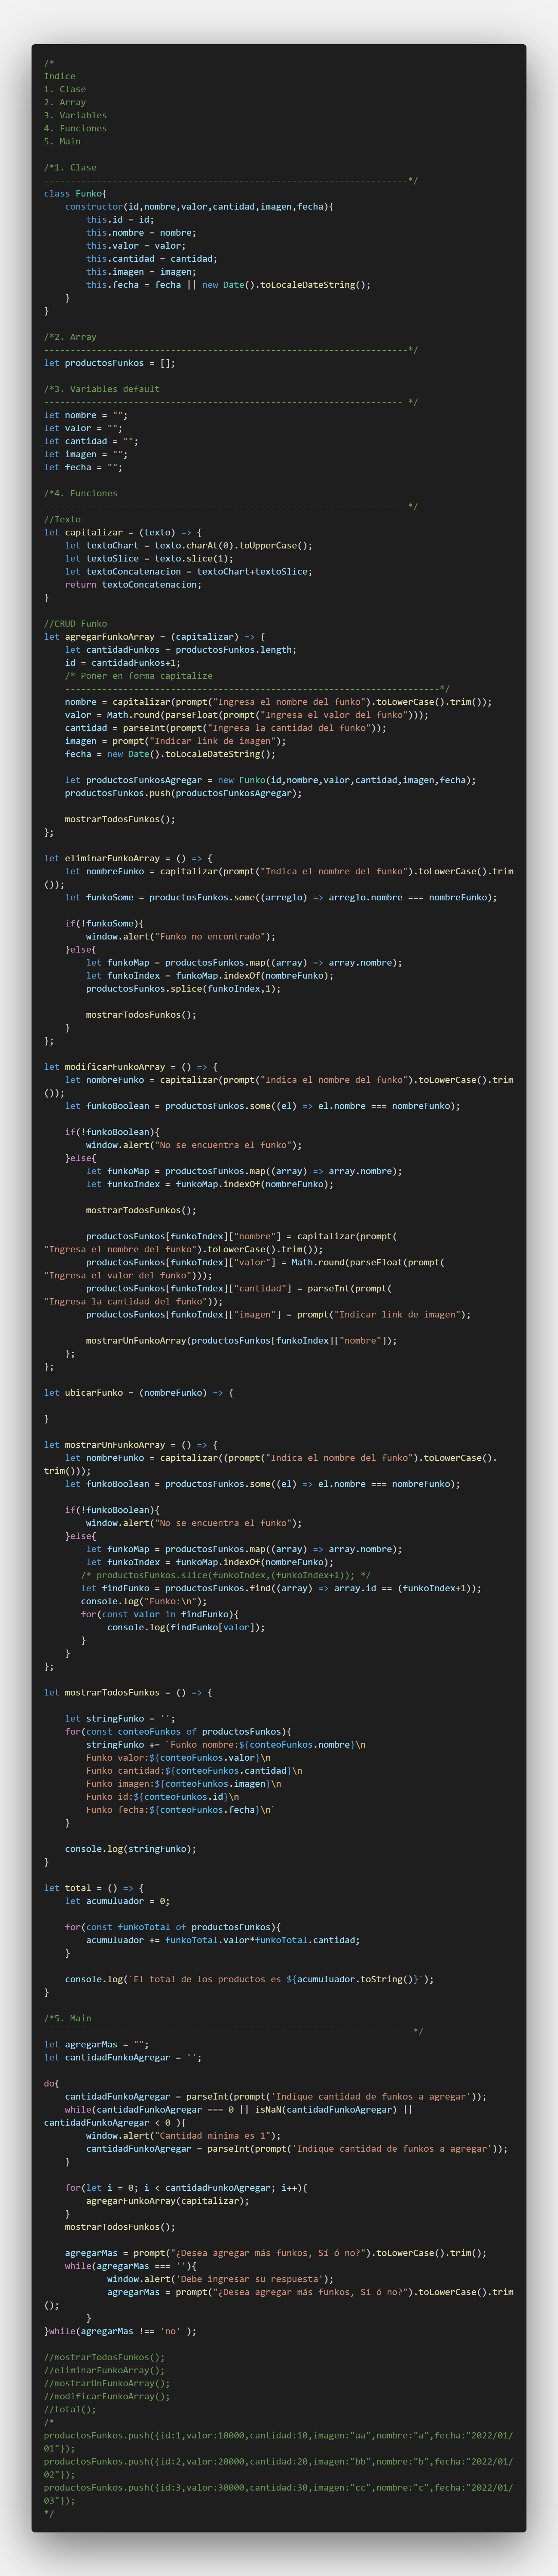 /*
Indice
1. Clase
2. Array
3. Variables
4. Funciones
5. Main

/*1. Clase
----------------------------------------------------------------------*/
class Funko{
    constructor(id,nombre,valor,cantidad,imagen,fecha){
        this.id = id;
        this.nombre = nombre;
        this.valor = valor;
        this.cantidad = cantidad;
        this.imagen = imagen;
        this.fecha = fecha || new Date().toLocaleDateString();
    }
}

/*2. Array
----------------------------------------------------------------------*/
let productosFunkos = [];

/*3. Variables default
--------------------------------------------------------------------- */
let nombre = "";
let valor = "";
let cantidad = "";
let imagen = "";
let fecha = "";

/*4. Funciones
--------------------------------------------------------------------- */
//Texto
let capitalizar = (texto) => {
    let textoChart = texto.charAt(0).toUpperCase();
    let textoSlice = texto.slice(1);
    let textoConcatenacion = textoChart+textoSlice;
    return textoConcatenacion;
}

//CRUD Funko
let agregarFunkoArray = (capitalizar) => {
    let cantidadFunkos = productosFunkos.length;
    id = cantidadFunkos+1;
    /* Poner en forma capitalize
    ------------------------------------------------------------------------*/
    nombre = capitalizar(prompt("Ingresa el nombre del funko").toLowerCase().trim());
    valor = Math.round(parseFloat(prompt("Ingresa el valor del funko")));
    cantidad = parseInt(prompt("Ingresa la cantidad del funko"));
    imagen = prompt("Indicar link de imagen");
    fecha = new Date().toLocaleDateString();

    let productosFunkosAgregar = new Funko(id,nombre,valor,cantidad,imagen,fecha);
    productosFunkos.push(productosFunkosAgregar);

    mostrarTodosFunkos();
};

let eliminarFunkoArray = () => {
    let nombreFunko = capitalizar(prompt("Indica el nombre del funko").toLowerCase().trim
());
    let funkoSome = productosFunkos.some((arreglo) => arreglo.nombre === nombreFunko);

    if(!funkoSome){
        window.alert("Funko no encontrado");
    }else{
        let funkoMap = productosFunkos.map((array) => array.nombre);
        let funkoIndex = funkoMap.indexOf(nombreFunko);
        productosFunkos.splice(funkoIndex,1);

        mostrarTodosFunkos();
    }
};

let modificarFunkoArray = () => {
    let nombreFunko = capitalizar(prompt("Indica el nombre del funko").toLowerCase().trim
());
    let funkoBoolean = productosFunkos.some((el) => el.nombre === nombreFunko);

    if(!funkoBoolean){
        window.alert("No se encuentra el funko");
    }else{
        let funkoMap = productosFunkos.map((array) => array.nombre);
        let funkoIndex = funkoMap.indexOf(nombreFunko);

        mostrarTodosFunkos();

        productosFunkos[funkoIndex]["nombre"] = capitalizar(prompt(
"Ingresa el nombre del funko").toLowerCase().trim());
        productosFunkos[funkoIndex]["valor"] = Math.round(parseFloat(prompt(
"Ingresa el valor del funko")));
        productosFunkos[funkoIndex]["cantidad"] = parseInt(prompt(
"Ingresa la cantidad del funko"));
        productosFunkos[funkoIndex]["imagen"] = prompt("Indicar link de imagen");

        mostrarUnFunkoArray(productosFunkos[funkoIndex]["nombre"]);
    };
};

let ubicarFunko = (nombreFunko) => {

}

let mostrarUnFunkoArray = () => {
    let nombreFunko = capitalizar((prompt("Indica el nombre del funko").toLowerCase().
trim()));
    let funkoBoolean = productosFunkos.some((el) => el.nombre === nombreFunko);

    if(!funkoBoolean){
        window.alert("No se encuentra el funko");
    }else{
        let funkoMap = productosFunkos.map((array) => array.nombre);
        let funkoIndex = funkoMap.indexOf(nombreFunko);
       /* productosFunkos.slice(funkoIndex,(funkoIndex+1)); */
       let findFunko = productosFunkos.find((array) => array.id == (funkoIndex+1));
       console.log("Funko:\n");
       for(const valor in findFunko){
            console.log(findFunko[valor]);
       }
    }
};

let mostrarTodosFunkos = () => {

    let stringFunko = '';
    for(const conteoFunkos of productosFunkos){
        stringFunko += `Funko nombre:${conteoFunkos.nombre}\n
        Funko valor:${conteoFunkos.valor}\n
        Funko cantidad:${conteoFunkos.cantidad}\n
        Funko imagen:${conteoFunkos.imagen}\n
        Funko id:${conteoFunkos.id}\n
        Funko fecha:${conteoFunkos.fecha}\n`
    }

    console.log(stringFunko);
}

let total = () => {
    let acumuluador = 0;

    for(const funkoTotal of productosFunkos){
        acumuluador += funkoTotal.valor*funkoTotal.cantidad;
    }

    console.log(`El total de los productos es ${acumuluador.toString()}`);
}

/*5. Main
-----------------------------------------------------------------------*/
let agregarMas = "";
let cantidadFunkoAgregar = '';

do{
    cantidadFunkoAgregar = parseInt(prompt('Indique cantidad de funkos a agregar'));
    while(cantidadFunkoAgregar === 0 || isNaN(cantidadFunkoAgregar) ||
cantidadFunkoAgregar < 0 ){
        window.alert("Cantidad minima es 1");
        cantidadFunkoAgregar = parseInt(prompt('Indique cantidad de funkos a agregar'));
    }

    for(let i = 0; i < cantidadFunkoAgregar; i++){
        agregarFunkoArray(capitalizar);
    }
    mostrarTodosFunkos();

    agregarMas = prompt("¿Desea agregar más funkos, Sí ó no?").toLowerCase().trim();
    while(agregarMas === ''){
            window.alert('Debe ingresar su respuesta');
            agregarMas = prompt("¿Desea agregar más funkos, Sí ó no?").toLowerCase().trim
();
        }
}while(agregarMas !== 'no' );

//mostrarTodosFunkos();
//eliminarFunkoArray();
//mostrarUnFunkoArray();
//modificarFunkoArray();
//total();
/*
productosFunkos.push({id:1,valor:10000,cantidad:10,imagen:"aa",nombre:"a",fecha:"2022/01/
01"});
productosFunkos.push({id:2,valor:20000,cantidad:20,imagen:"bb",nombre:"b",fecha:"2022/01/
02"});
productosFunkos.push({id:3,valor:30000,cantidad:30,imagen:"cc",nombre:"c",fecha:"2022/01/
03"});
*/